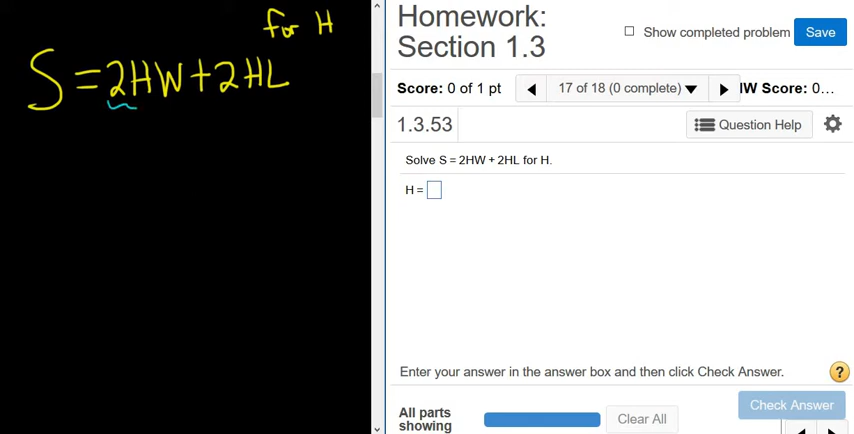 for H
S = 2HW + 2HL
Homework:
Section 1.3
Show completed problem
Save
Score: 0 of 1 pt
17 of 18 (0 complete)
IW Score: 0...
1.3.53
Question Help
Solve S = 2HW + 2HL for H.
H =
Enter your answer in the answer box and then click Check Answer.
?
All parts
showing
Clear All
Check Answer